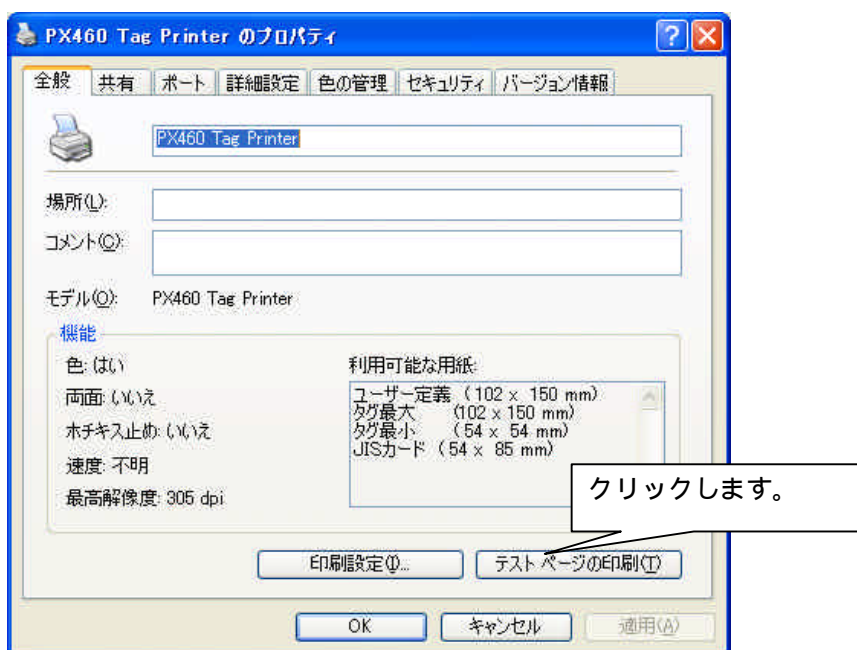 PX460 Tag Printer のプロパティ
全般 共有 ポート 詳細設定 色の管理 セキュリティ バージョン情報
PX460 Tag Printer
場所(L):
コメント(C):
モデル(O): PX460 Tag Printer
機能
色: はい
両面: いいえ
ホチキス止め: いいえ
速度: 不明
最高解像度: 305 dpi
利用可能な用紙:
ユーザー定義 (102 x 150 mm)
タグ最大 (102 x 150 mm)
タグ最小 (54 x 54 mm)
JISカード (54 x 85 mm)
クリックします。
印刷設定(I)... テスト ページの印刷(T)
OK キャンセル 適用(A)